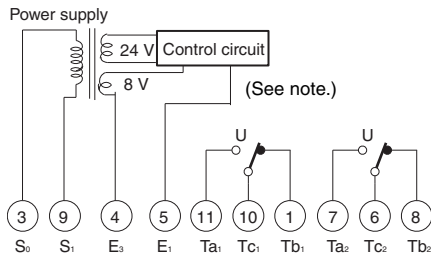 Power supply
24 V Control circuit
8 V
(See note.)
U U
3 9 4 5 11 10 1 7 6 8
S₀ S₁ E₃ E₁ Ta₁ Tc₁ Tb₁ Ta₂ Tc₂ Tb₂